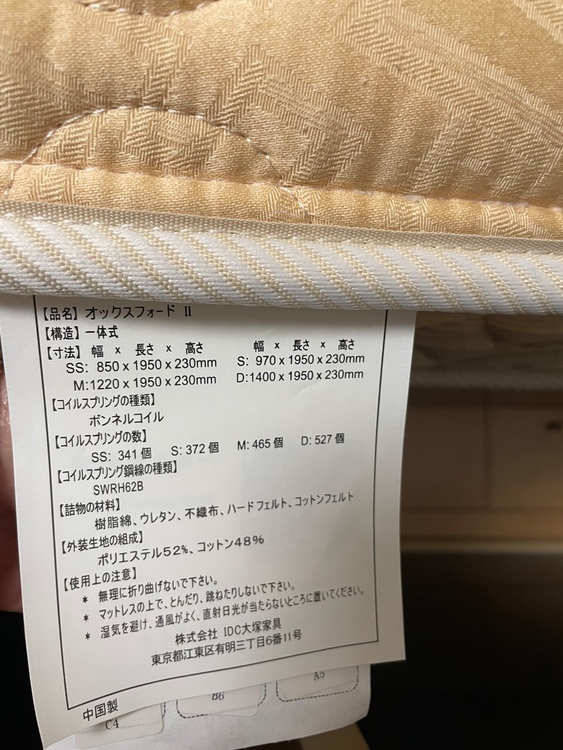 【品名】オックスフォード Ⅱ
【構造】一体式
【寸法】 幅 x 長さ x 高さ 幅 x 長さ x 高さ
SS: 850 x 1950 x 230mm S: 970 x 1950 x 230mm
M:1220 x 1950 x 230mm D:1400 x 1950 x 230mm
【コイルスプリングの種類】
ボンネルコイル
【コイルスプリングの数】
SS: 341 個 S: 372 個 M: 465 個 D: 527 個
【コイルスプリング鋼線の種類】
SWRH62B
【詰物の材料】
樹脂綿、ウレタン、不織布、ハードフェルト、コットンフェルト
【外装生地の組成】
ポリエステル52%、コットン48%
【使用上の注意】
* 無理に折り曲げないで下さい。
* マットレスの上で、とんだり、跳ねたりしないで下さい。
* 湿気を避け、通風がよく、直射日光が当たらないところに置いてください。
株式会社 IDC大塚家具
東京都江東区有明三丁目6番11号
中国製
C4 B6 A5